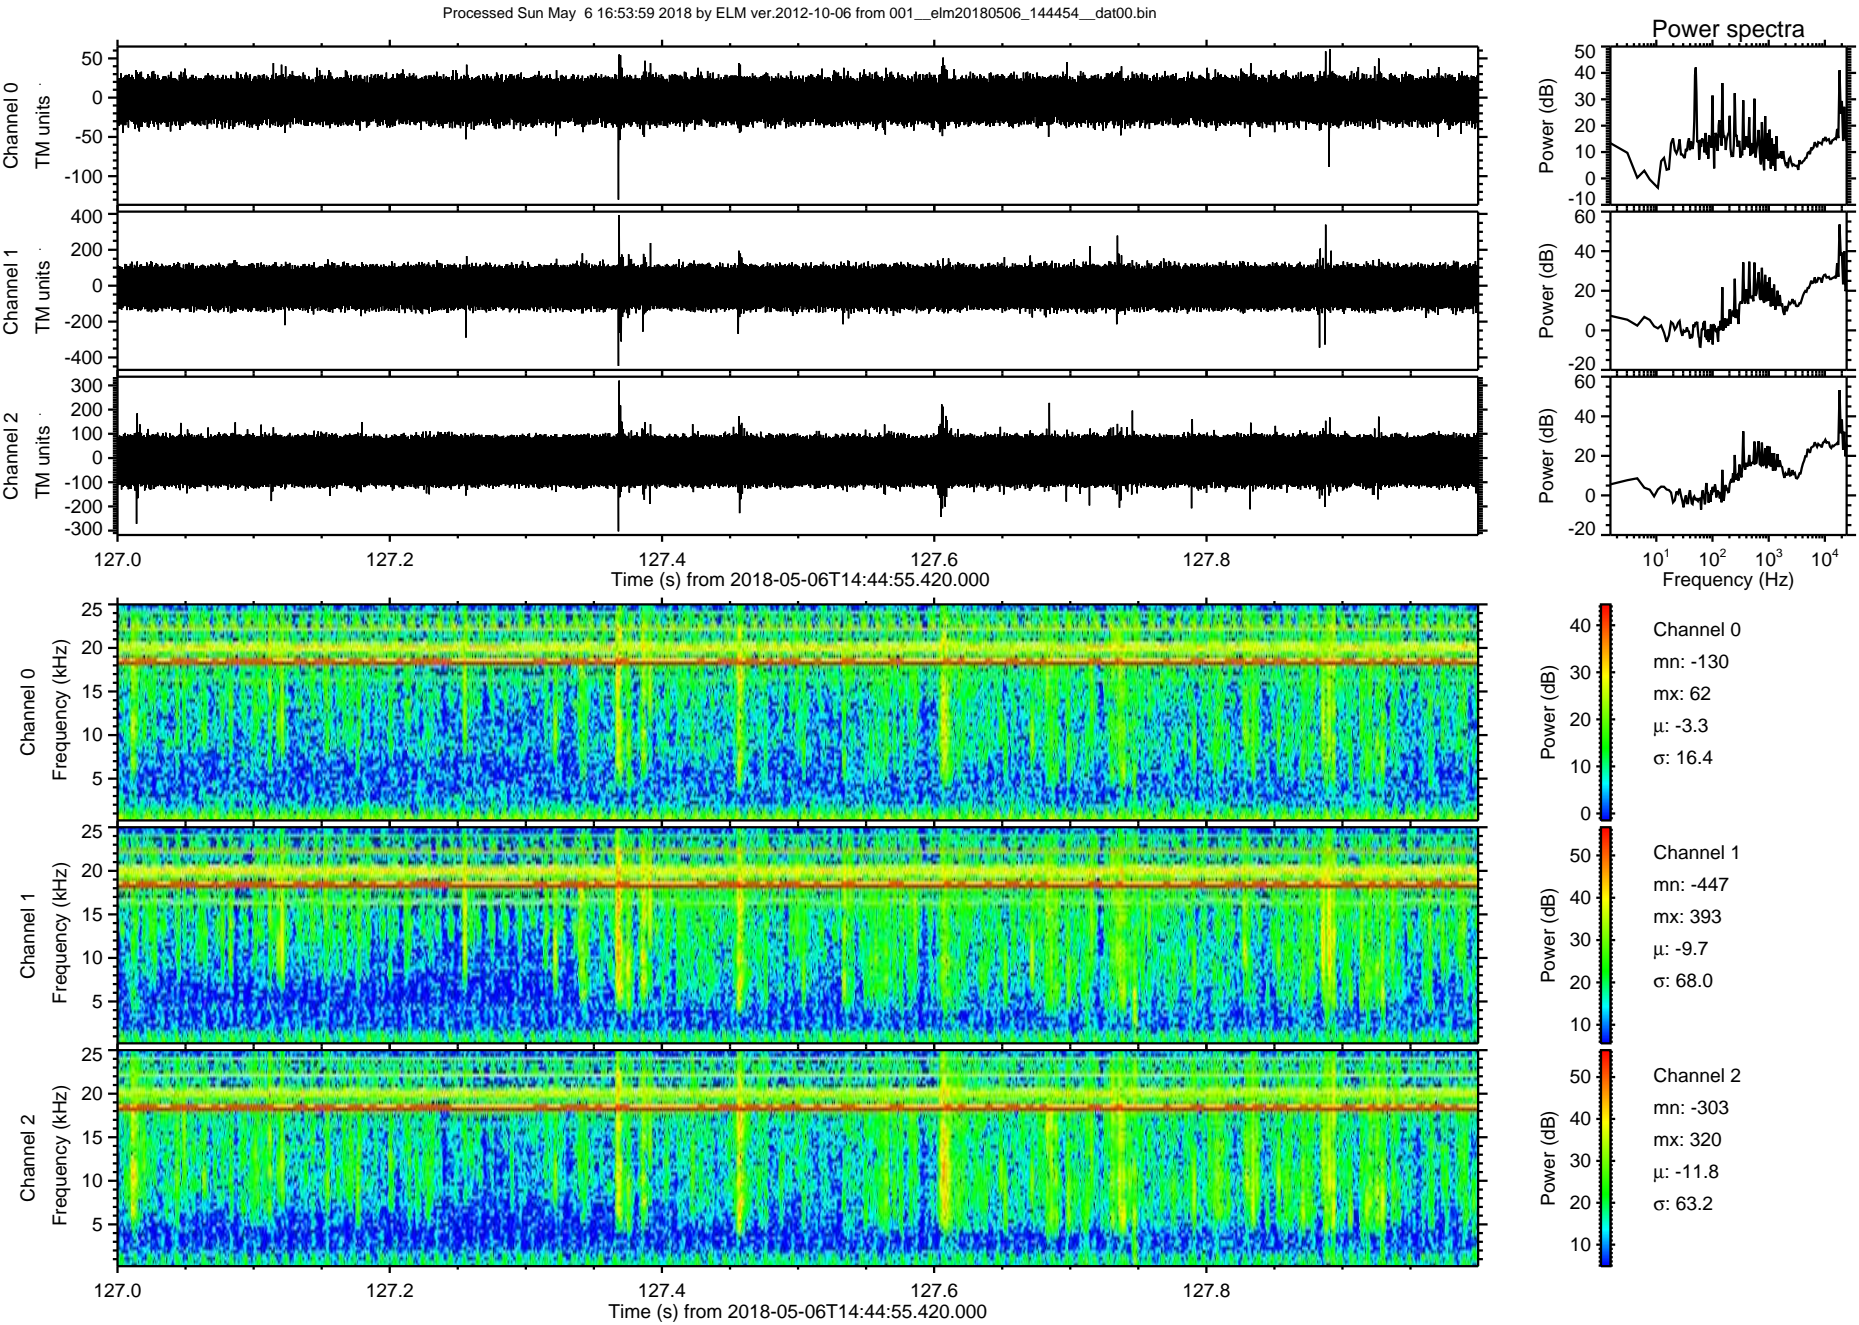 Processed Sun May  6 16:53:59 2018 by ELM ver.2012-10-06 from 001__elm20180506_144454__dat00.bin
Power spectra
Channel 0
TM units
50
0
-50
-100
Power (dB)
50
40
30
20
10
0
-10
Channel 1
TM units
400
200
0
-200
-400
Power (dB)
60
40
20
0
-20
Channel 2
TM units
300
200
100
0
-100
-200
-300
Power (dB)
60
40
20
0
-20
127.0 127.2 127.4 127.6 127.8
Time (s) from 2018-05-06T14:44:55.420.000
10¹ 10² 10³ 10⁴
Frequency (Hz)
Channel 0
Frequency (kHz)
25
20
15
10
5
Power (dB)
40
30
20
10
0
Channel 0
mn: -130
mx: 62
μ: -3.3
σ: 16.4
Channel 1
Frequency (kHz)
25
20
15
10
5
Power (dB)
50
40
30
20
10
Channel 1
mn: -447
mx: 393
μ: -9.7
σ: 68.0
Channel 2
Frequency (kHz)
25
20
15
10
5
Power (dB)
50
40
30
20
10
Channel 2
mn: -303
mx: 320
μ: -11.8
σ: 63.2
127.0 127.2 127.4 127.6 127.8
Time (s) from 2018-05-06T14:44:55.420.000